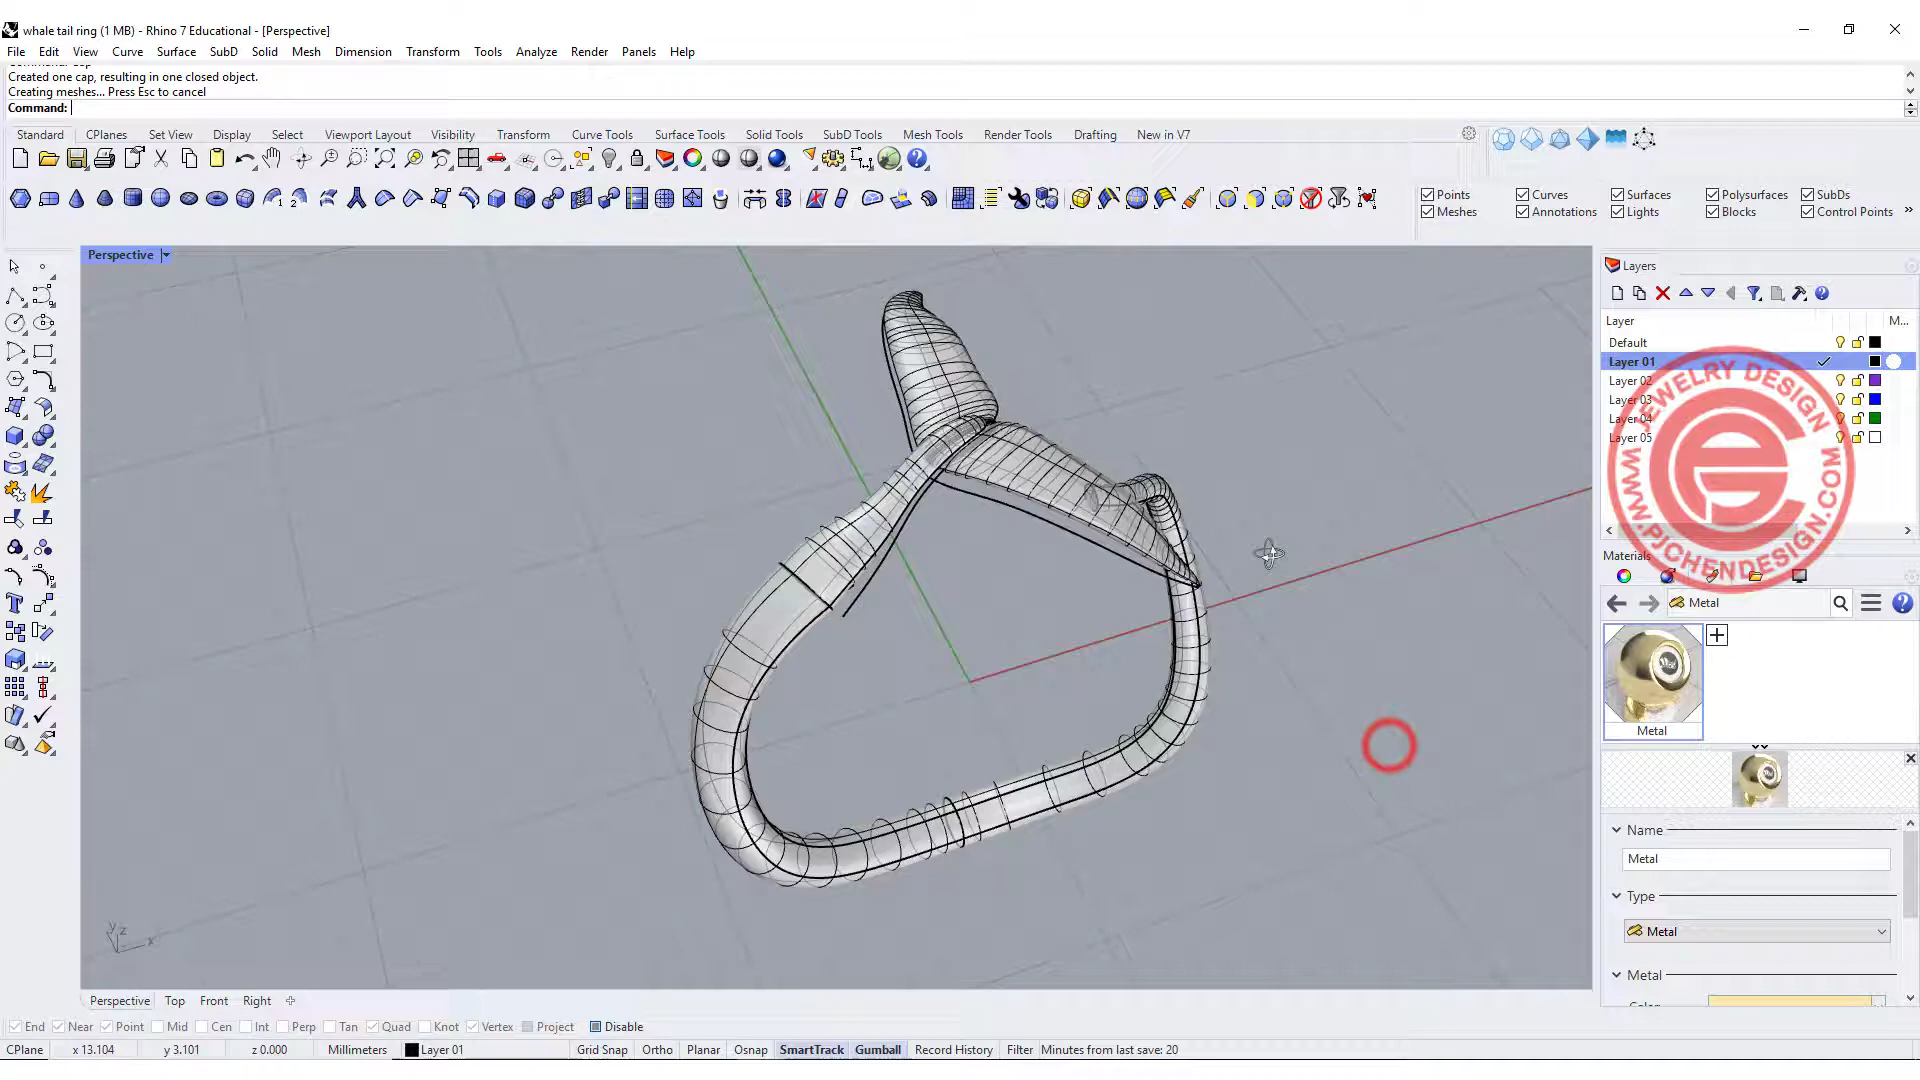 whale tail ring (1 MB) - Rhino 7 Educational - [Perspective]
File Edit View Curve Surface SubD Solid Mesh Dimension Transform Tools Analyze Render Panels Help
Created one cap, resulting in one closed object.
Creating meshes... Press Esc to cancel
Command:
Standard CPlanes Set View Display Select Viewport Layout Visibility Transform Curve Tools Surface Tools Solid Tools SubD Tools Mesh Tools Render Tools Drafting New in V7
Points Curves Surfaces Polysurfaces SubDs
Meshes Annotations Lights Blocks Control Points
Perspective
Layers
Layer M...
Default
Layer 01
Layer 02
Layer 03
Layer 04
Layer 05
JEWELRY DESIGN
WWW.PJCHENDESIGN.COM
Materials
Metal
Metal
Name
Metal
Type
Metal
Metal
y z x
Perspective Top Front Right
End Near Point Mid Cen Int Perp Tan Quad Knot Vertex Project Disable
CPlane x 13.104 y 3.101 z 0.000 Millimeters Layer 01 Grid Snap Ortho Planar Osnap SmartTrack Gumball Record History Filter Minutes from last save: 20